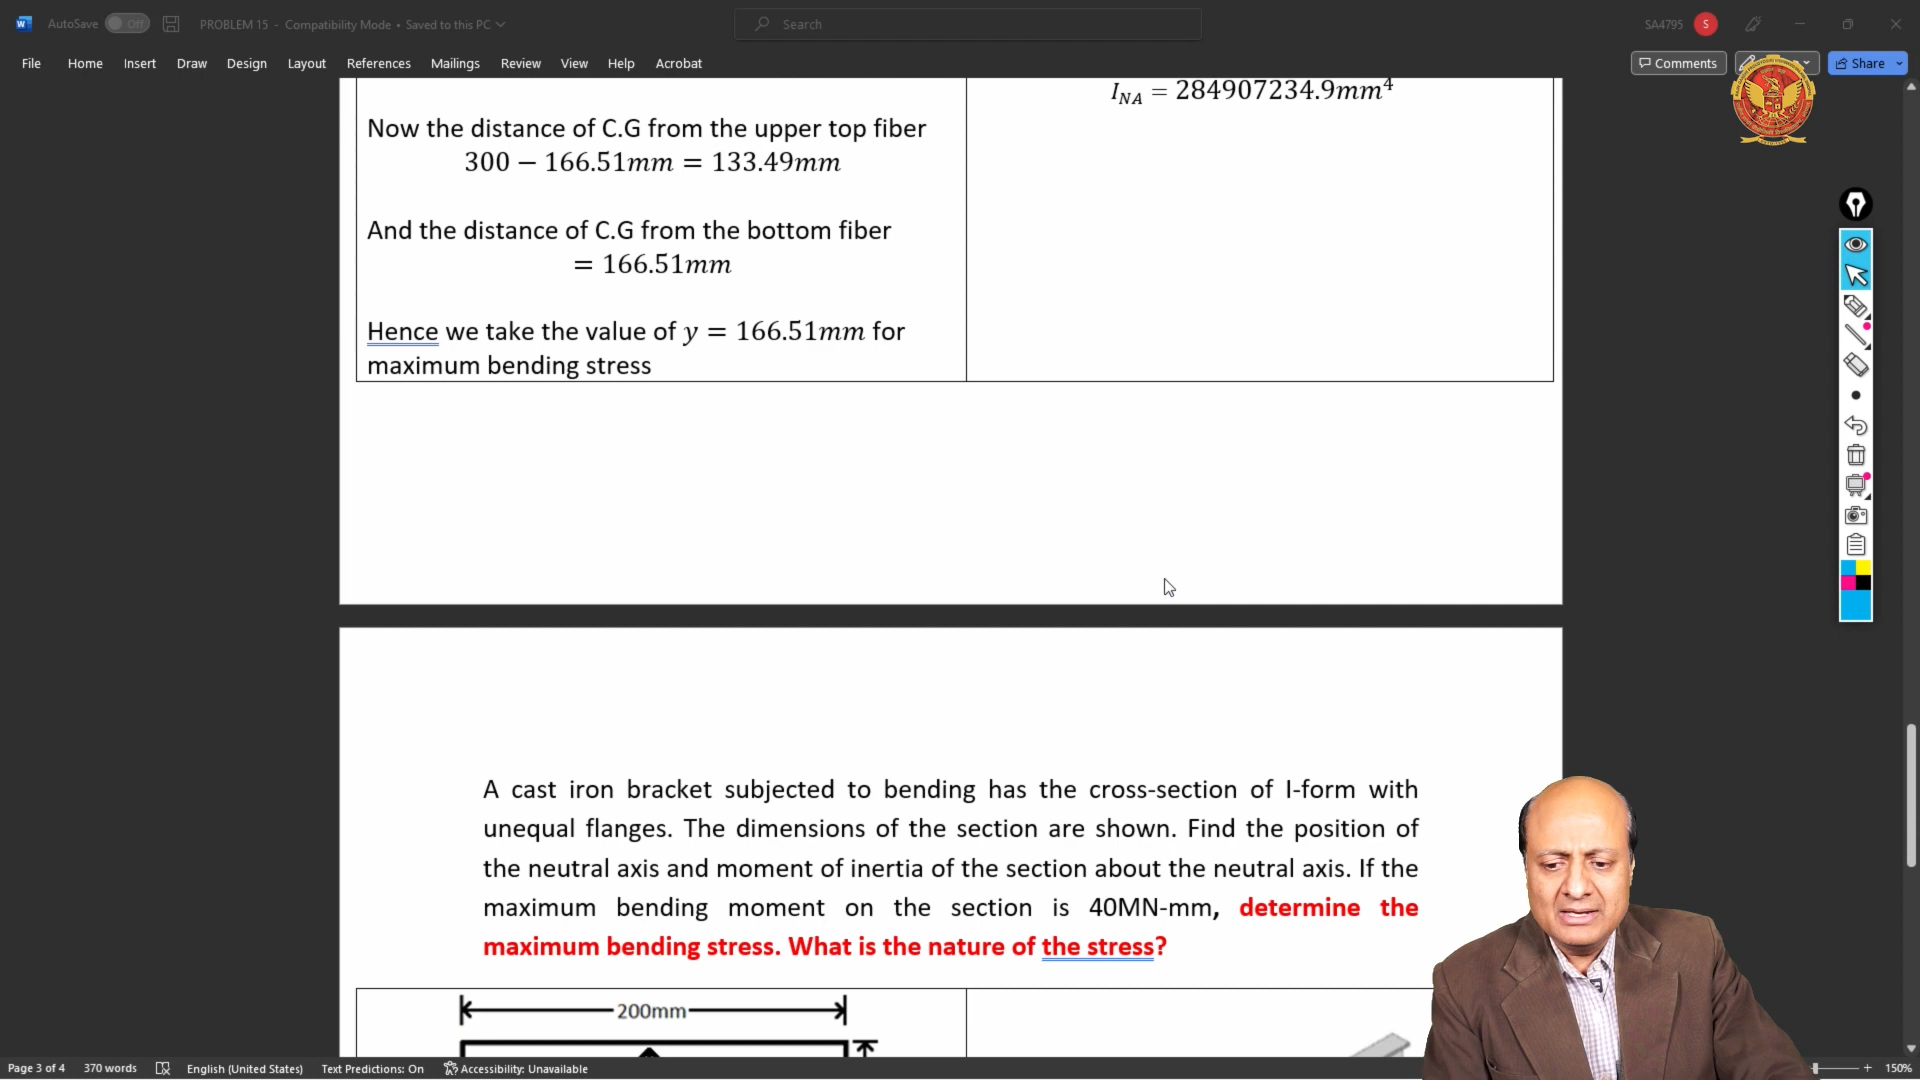 AutoSave Off PROBLEM 15 - Compatibility Mode • Saved to this PC Search SA4795 S
File Home Insert Draw Design Layout References Mailings Review View Help Acrobat Comments Share
I_NA = 284907234.9mm⁴
Now the distance of C.G from the upper top fiber
300 − 166.51mm = 133.49mm
And the distance of C.G from the bottom fiber
= 166.51mm
Hence we take the value of y = 166.51mm for
maximum bending stress
A cast iron bracket subjected to bending has the cross-section of I-form with
unequal flanges. The dimensions of the section are shown. Find the position of
the neutral axis and moment of inertia of the section about the neutral axis. If the
maximum bending moment on the section is 40MN-mm, determine the
maximum bending stress. What is the nature of the stress?
200mm
Page 3 of 4 370 words English (United States) Text Predictions: On Accessibility: Unavailable + 150%